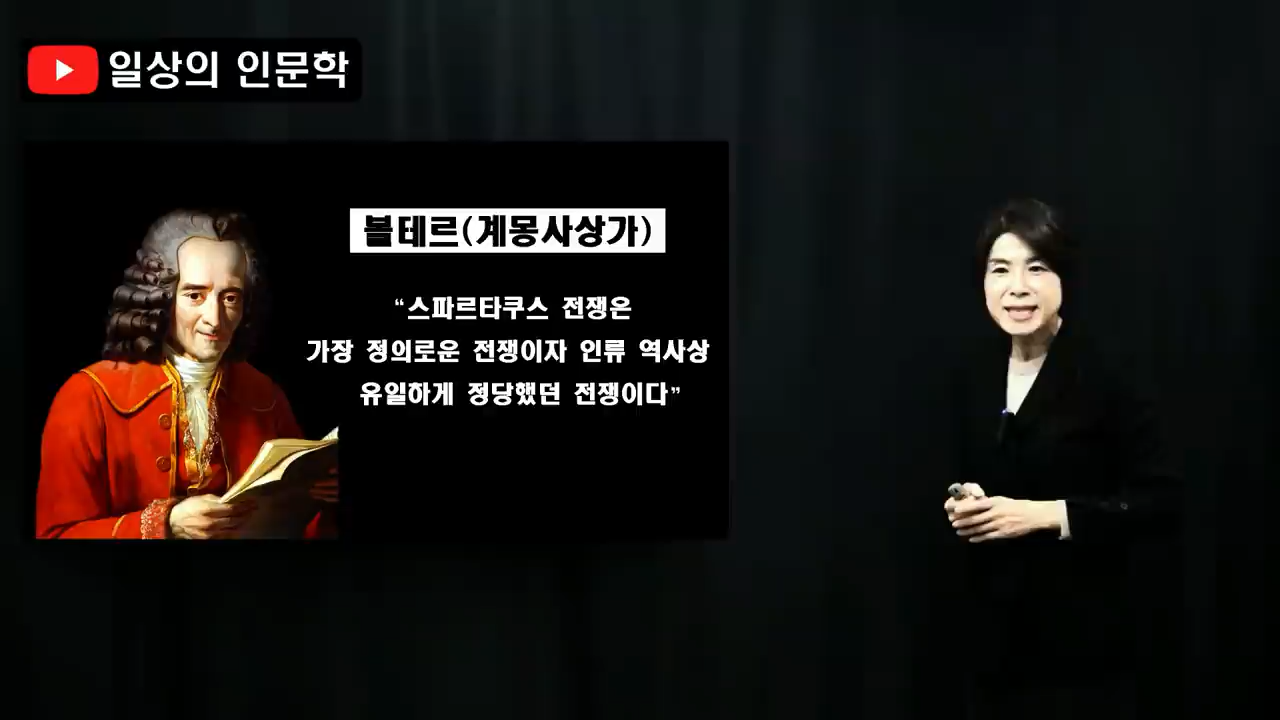 일상의 인문학
볼테르(계몽사상가)
“스파르타쿠스 전쟁은
가장 정의로운 전쟁이자 인류 역사상
유일하게 정당했던 전쟁이다”